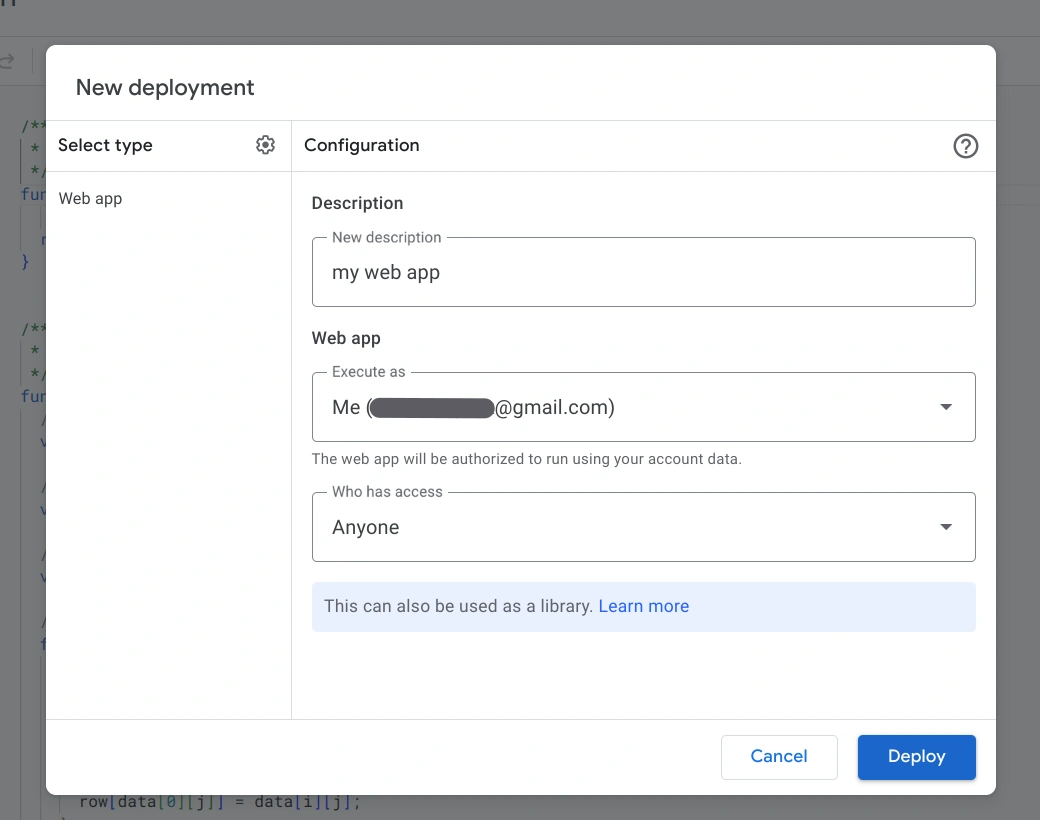 New deployment
/**
Select type
Configuration
*
*/
fun
Web app
Description
New description
my web app
r
}
/**
Web app
*
Execute as
*/
Me (
@gmail.com)
fun
/
v
The web app will be authorized to run using your account data.
/
Who has access
v
Anyone
/
v
This can also be used as a library. Learn more
/
f
Cancel
Deploy
row[data[0][j]] = data[i][j];